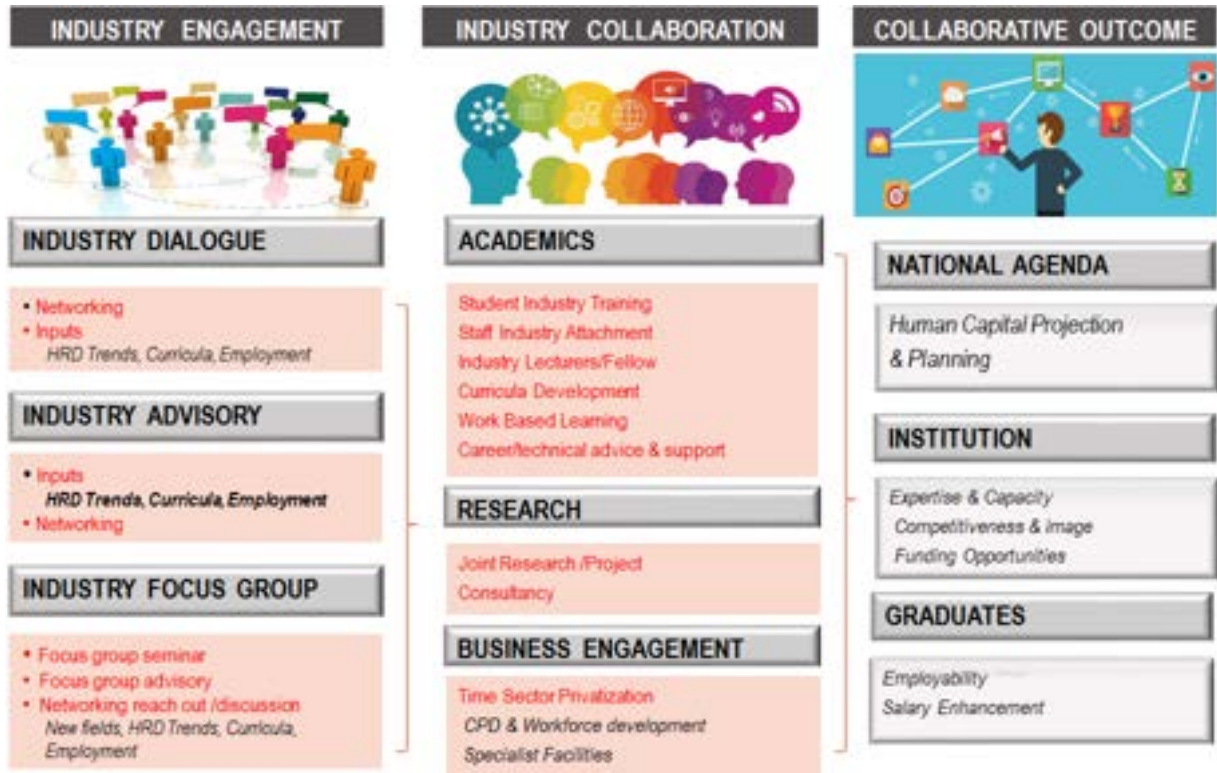 INDUSTRY ENGAGEMENT
INDUSTRY DIALOGUE
• Networking
• Inputs
HRD Trends, Curricula, Employment
INDUSTRY ADVISORY
• Inputs
HRD Trends, Curricula, Employment
• Networking
INDUSTRY FOCUS GROUP
• Focus group seminar
• Focus group advisory
• Networking reach out /discussion
New fields, HRD Trends, Curricula,
Employment
INDUSTRY COLLABORATION
ACADEMICS
Student Industry Training
Staff Industry Attachment
Industry Lecturers/Fellow
Curricula Development
Work Based Learning
Career/technical advice & support
RESEARCH
Joint Research /Project
Consultancy
BUSINESS ENGAGEMENT
Time Sector Privatization
CPD & Workforce development
Specialist Facilities
COLLABORATIVE OUTCOME
NATIONAL AGENDA
Human Capital Projection
& Planning
INSTITUTION
Expertise & Capacity
Competitiveness & Image
Funding Opportunities
GRADUATES
Employability
Salary Enhancement